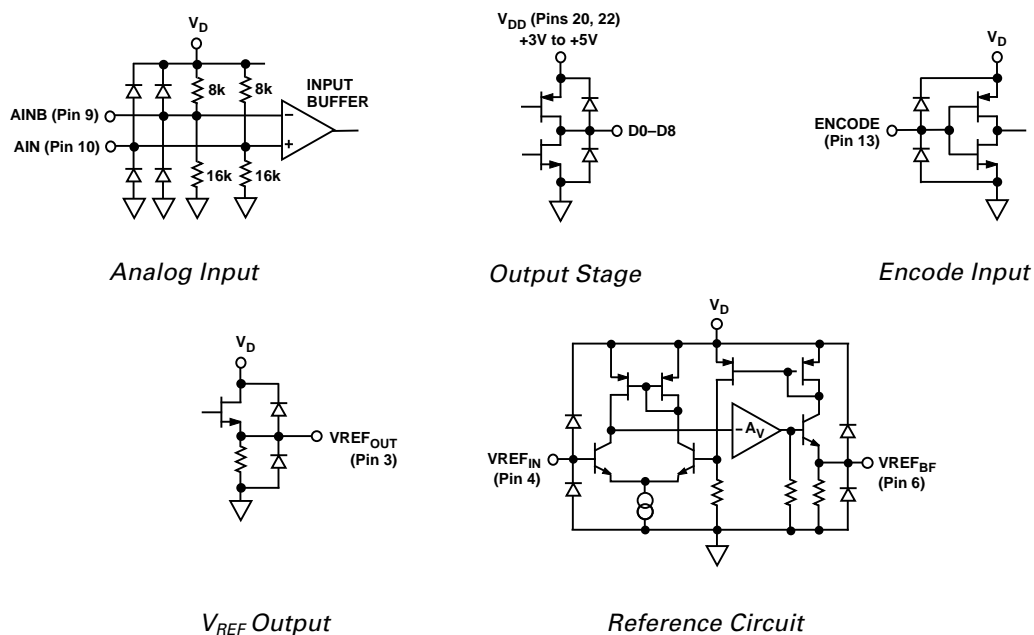 V_D
8k
8k
INPUT
BUFFER
AINB (Pin 9)
AIN (Pin 10)
−
+
16k
16k
Analog Input
V_DD (Pins 20, 22)
+3V to +5V
D0–D8
Output Stage
V_D
ENCODE
(Pin 13)
Encode Input
V_D
VREF_OUT
(Pin 3)
V_REF Output
V_D
−A_V
VREF_IN
(Pin 4)
VREF_BF
(Pin 6)
Reference Circuit